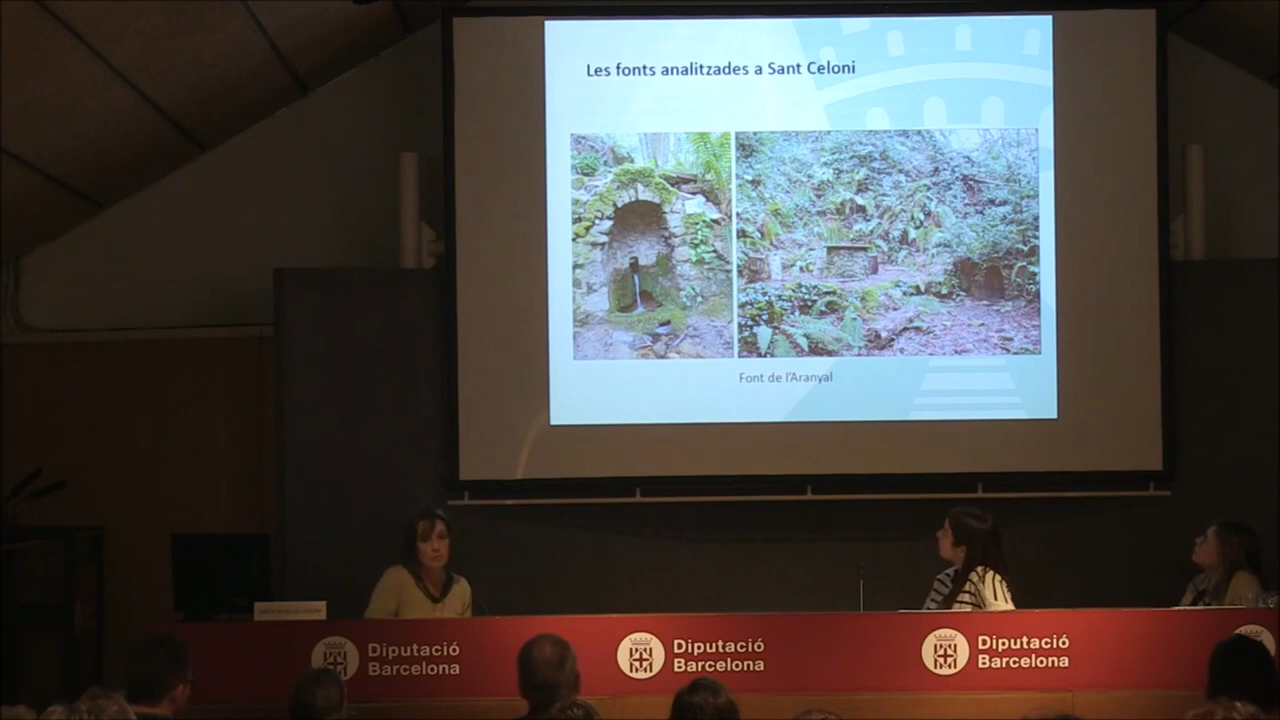 Les fonts analitzades a Sant Celoni
Font de l'Aranyal
Diputació
Barcelona
Diputació
Barcelona
Diputació
Barcelona